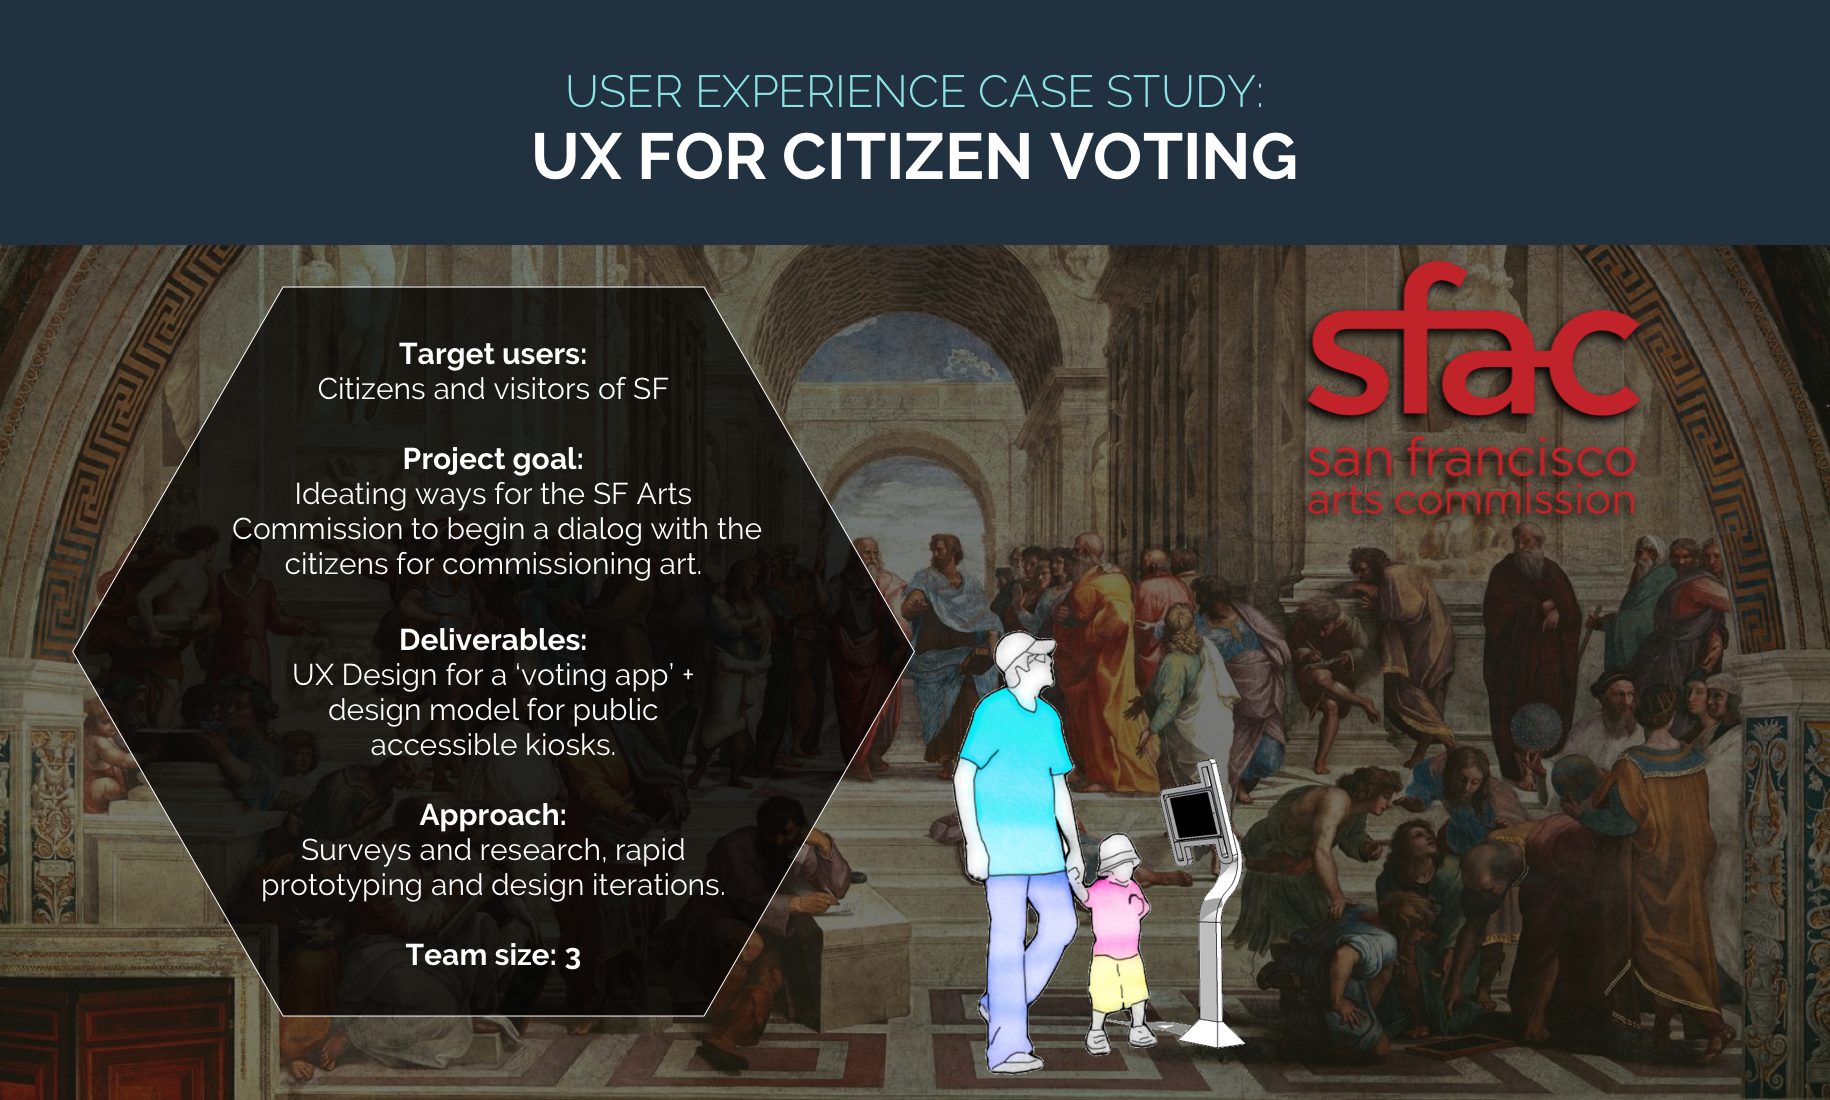 USER EXPERIENCE CASE STUDY:
UX FOR CITIZEN VOTING
Target users:
Citizens and visitors of SF
Project goal:
Ideating ways for the SF Arts
Commission to begin a dialog with the
citizens for commissioning art.
Deliverables:
UX Design for a ‘voting app’ +
design model for public
accessible kiosks.
Approach:
Surveys and research, rapid
prototyping and design iterations.
Team size: 3
sfac
san francisco
arts commission